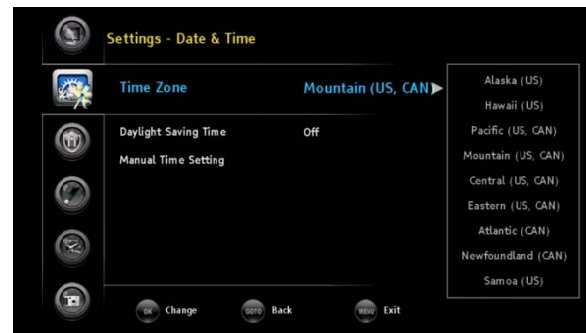 Settings - Date & Time
Time Zone Mountain (US, CAN)
Daylight Saving Time Off
Manual Time Setting
Alaska (US)
Hawaii (US)
Pacific (US, CAN)
Mountain (US, CAN)
Central (US, CAN)
Eastern (US, CAN)
Atlantic (CAN)
Newfoundland (CAN)
Samoa (US)
OK Change GOTO Back MENU Exit